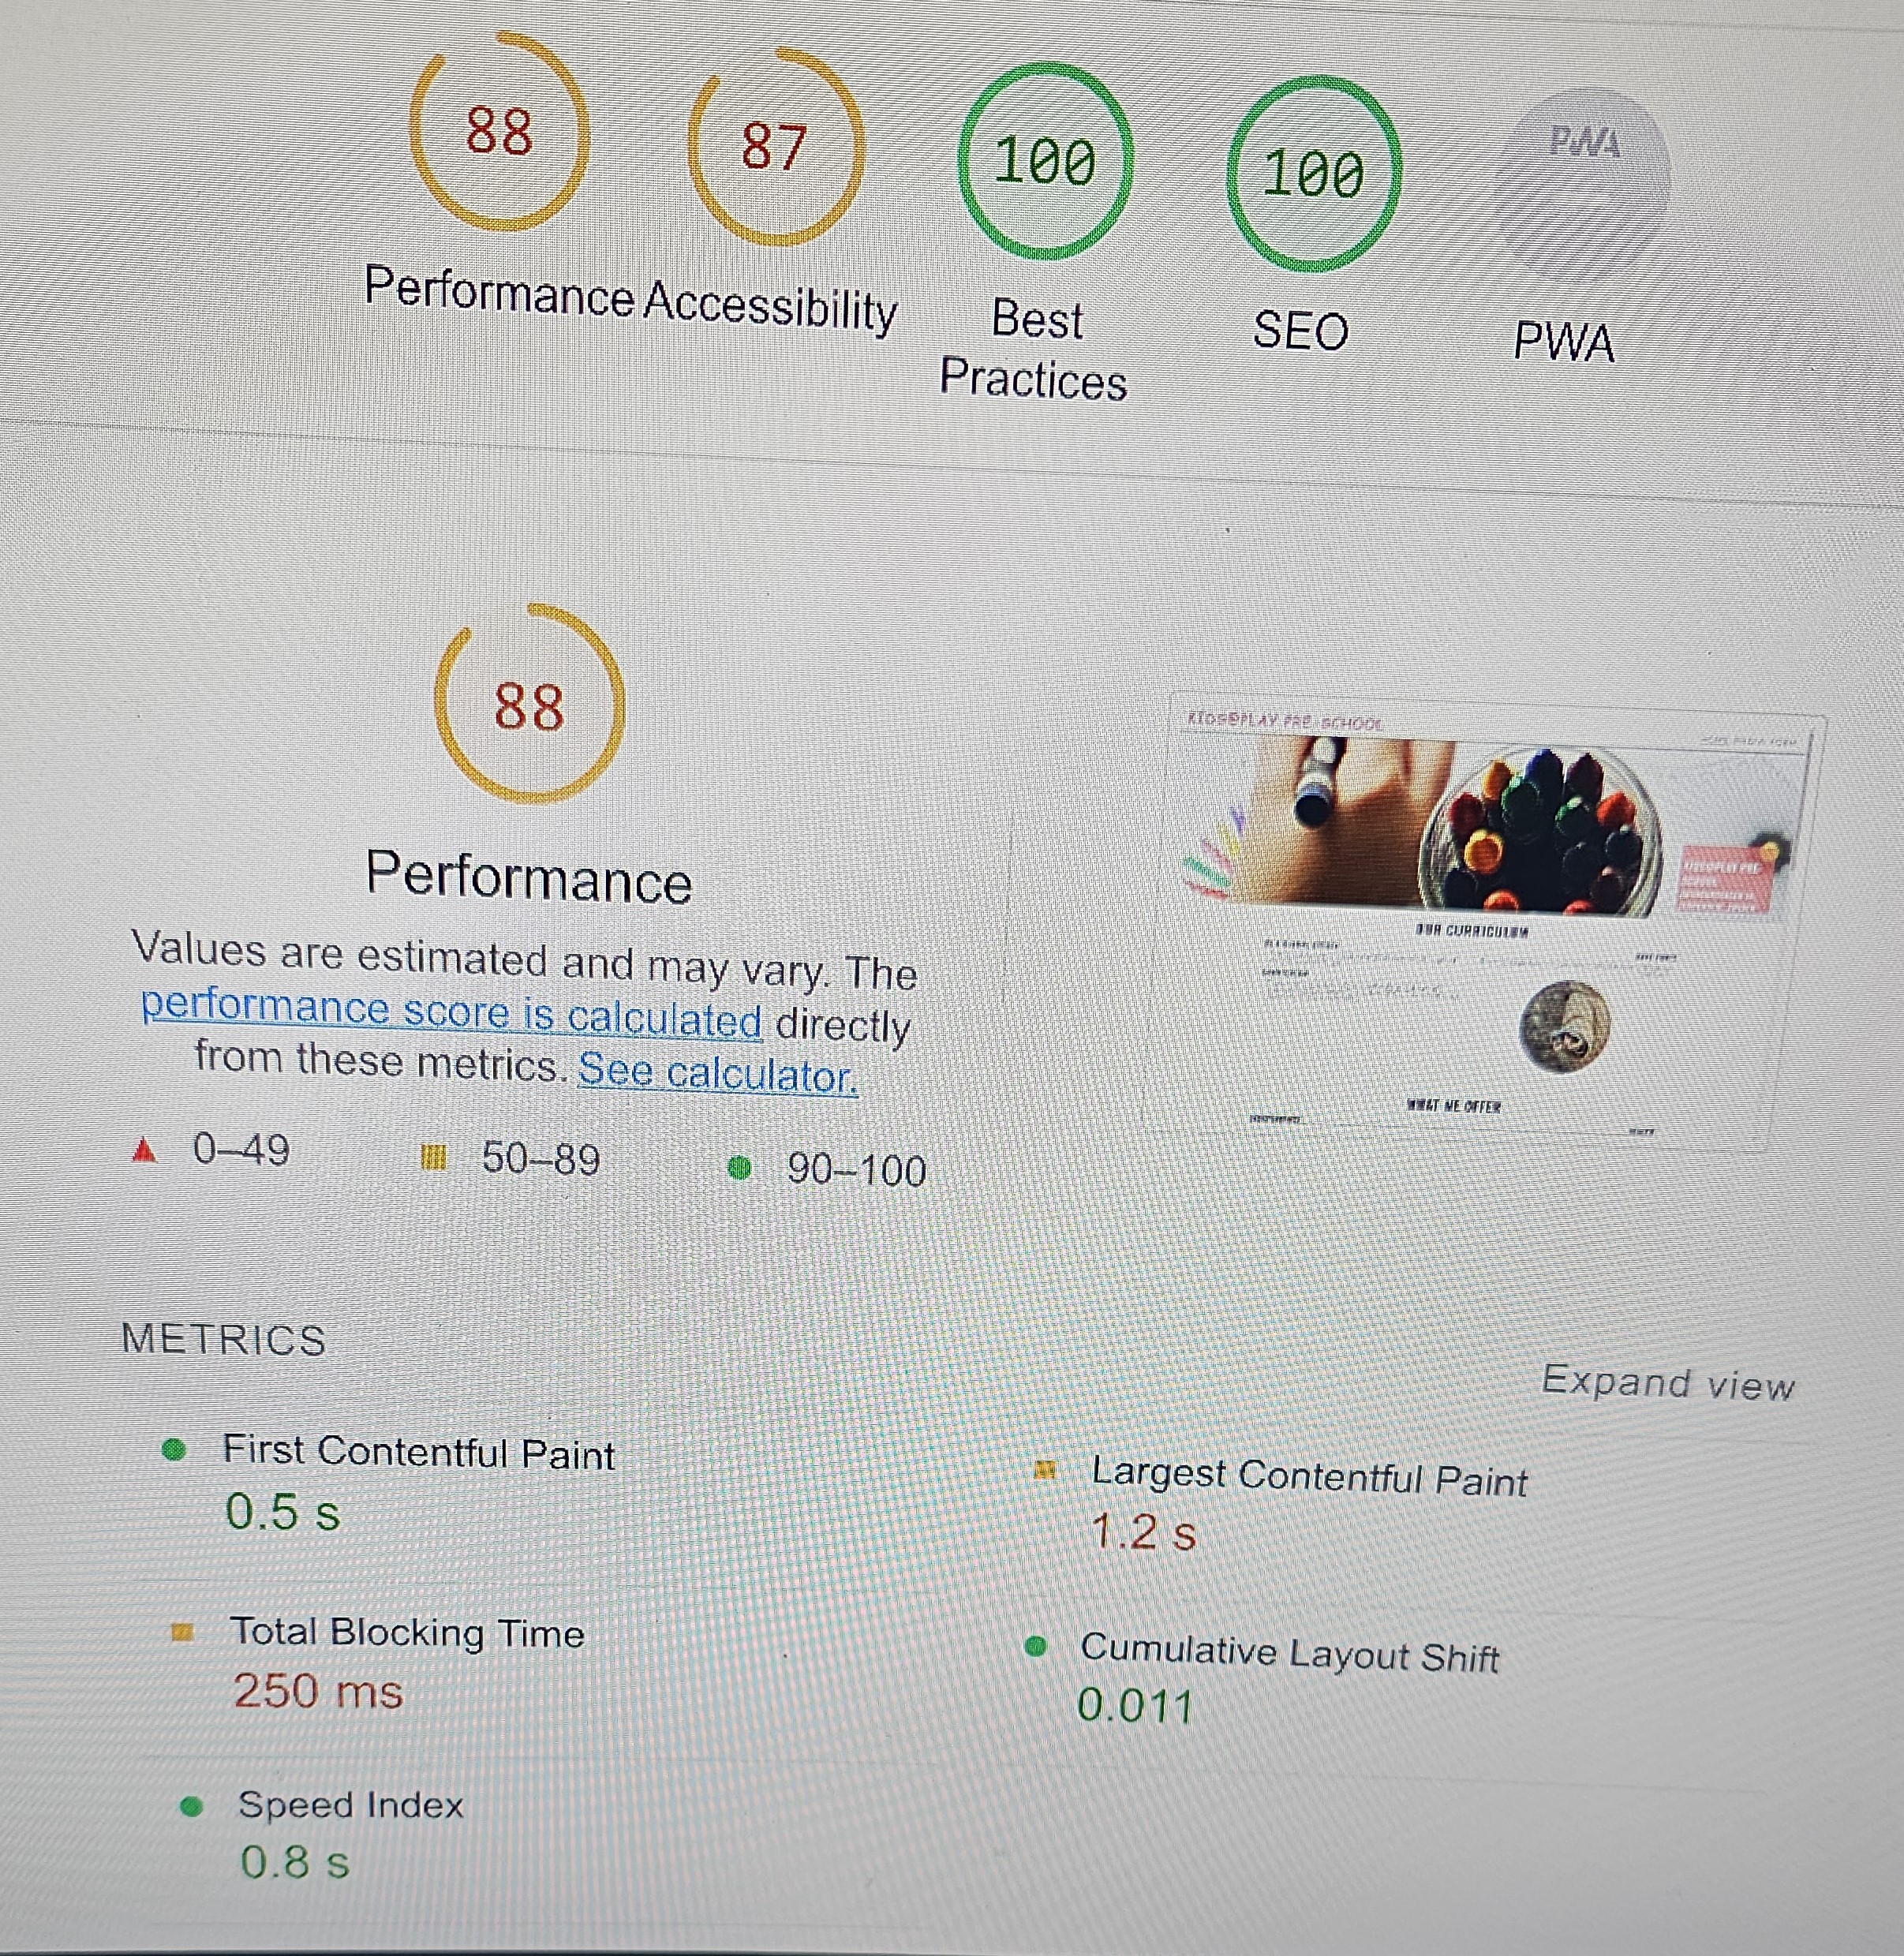 88
87
100
100
PWA
Performance
Accessibility
Best
Practices
SEO
PWA
88
Performance
Values are estimated and may vary. The
performance score is calculated directly
from these metrics. See calculator.
0–49
50–89
90–100
KIDS@PLAY PRE-SCHOOL
OUR CURRICULUM
WHAT WE OFFER
METRICS
Expand view
First Contentful Paint
0.5 s
Largest Contentful Paint
1.2 s
Total Blocking Time
250 ms
Cumulative Layout Shift
0.011
Speed Index
0.8 s